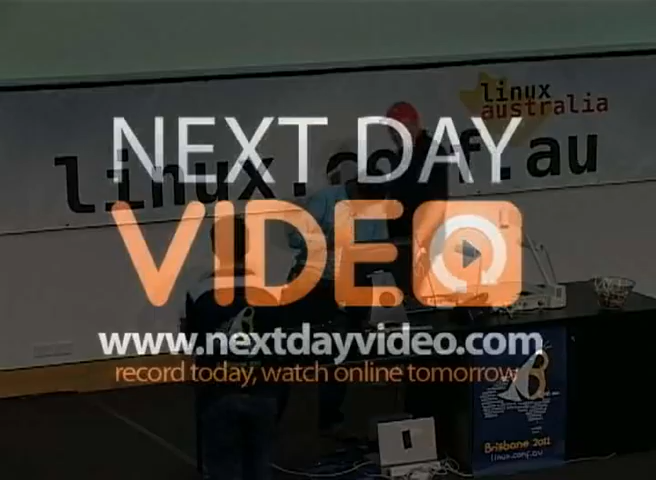 linux
australia
linux.conf.au
NEXT DAY
VIDEO
www.nextdayvideo.com
record today, watch online tomorrow
Brisbane 2011
linux.conf.au